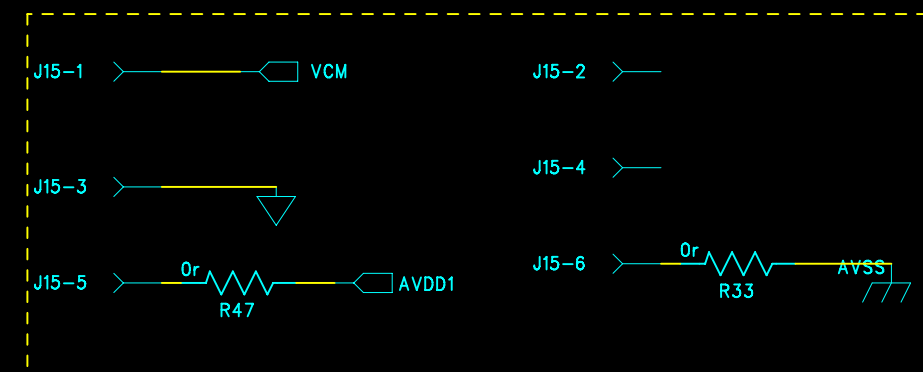 J15-1 VCM J15-2
J15-4
J15-3
J15-6 0r AVSS
R33
J15-5 0r AVDD1
R47